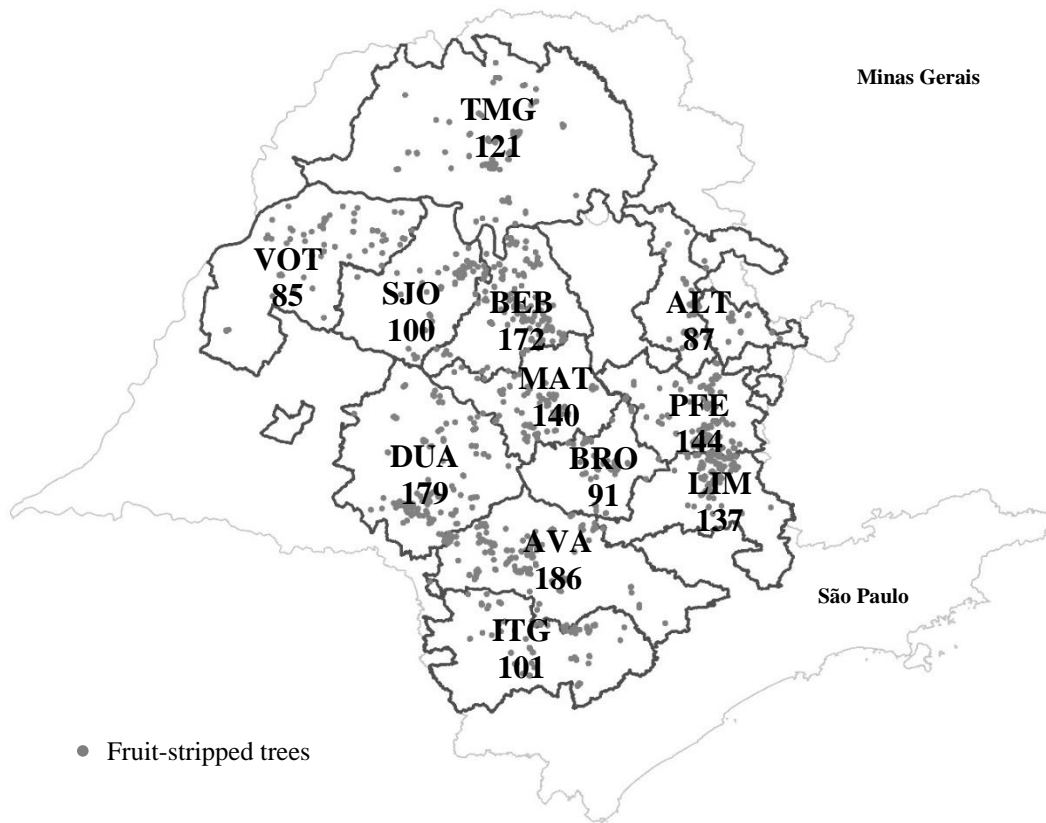 Minas Gerais
TMG
121
VOT
85
SJO
100
BEB
172
ALT
87
MAT
140
PFE
144
DUA
179
BRO
91
LIM
137
AVA
186
São Paulo
ITG
101
Fruit-stripped trees